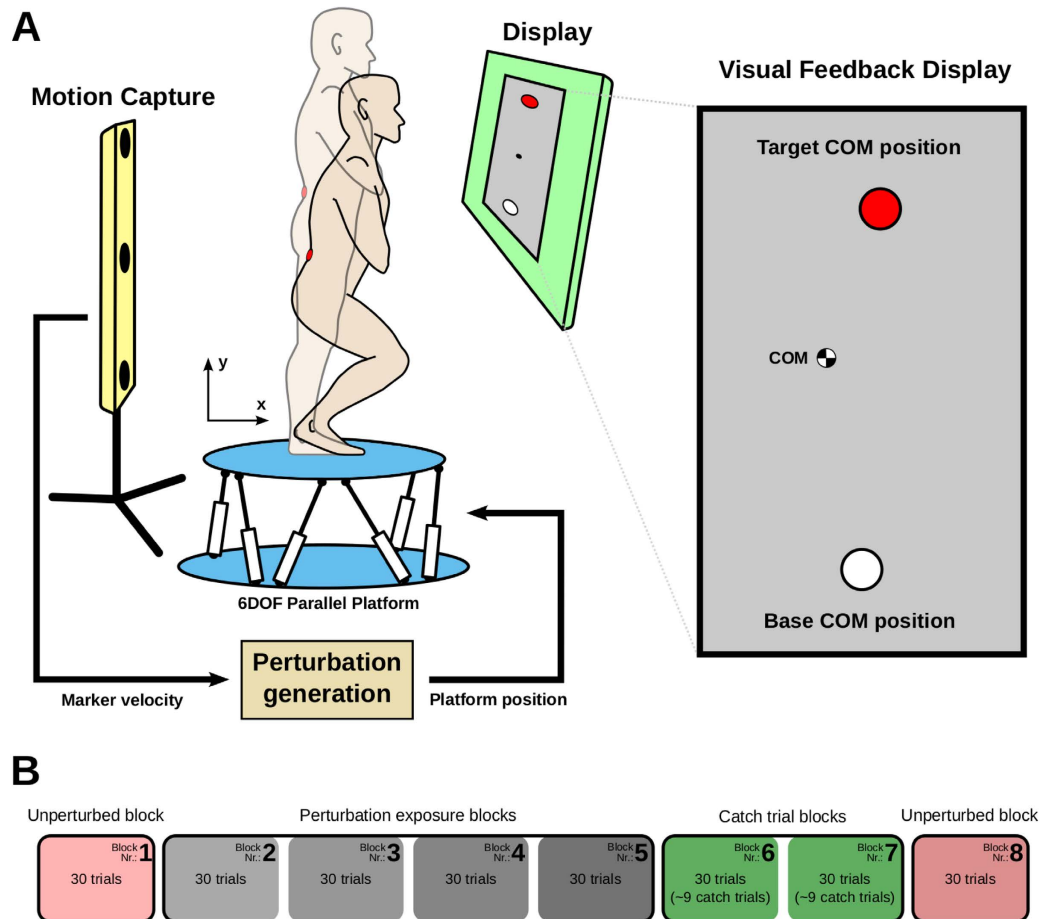 A
Display
Motion Capture
Visual Feedback Display
Target COM position
COM
Base COM position
y
x
6DOF Parallel Platform
Perturbation
generation
Marker velocity
Platform position
B
Unperturbed block
Perturbation exposure blocks
Catch trial blocks
Unperturbed block
Block Nr.: 1
30 trials
Block Nr.: 2
30 trials
Block Nr.: 3
30 trials
Block Nr.: 4
30 trials
Block Nr.: 5
30 trials
Block Nr.: 6
30 trials
(~9 catch trials)
Block Nr.: 7
30 trials
(~9 catch trials)
Block Nr.: 8
30 trials